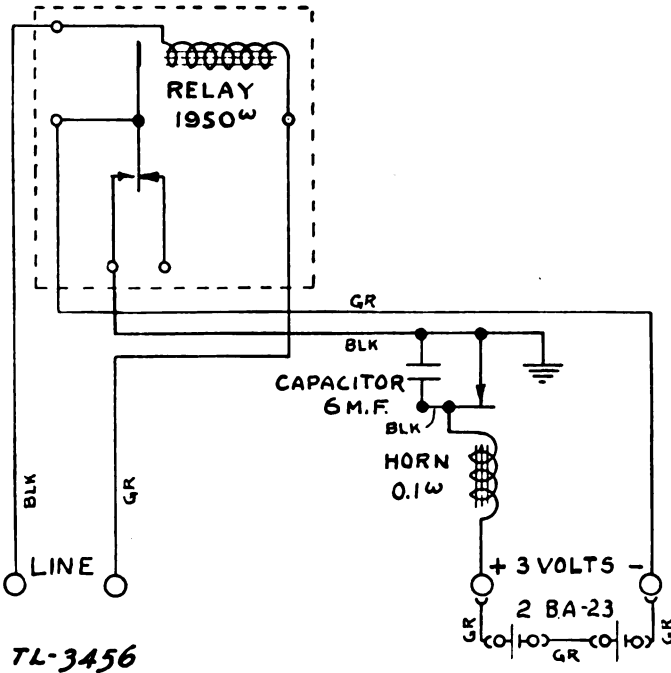 RELAY
1950ω
GR
BLK
CAPACITOR
6 M.F.
BLK
HORN
0.1 ω
BLK
GR
LINE
+ 3 VOLTS -
2 BA-23
GR
GR
GR
TL-3456